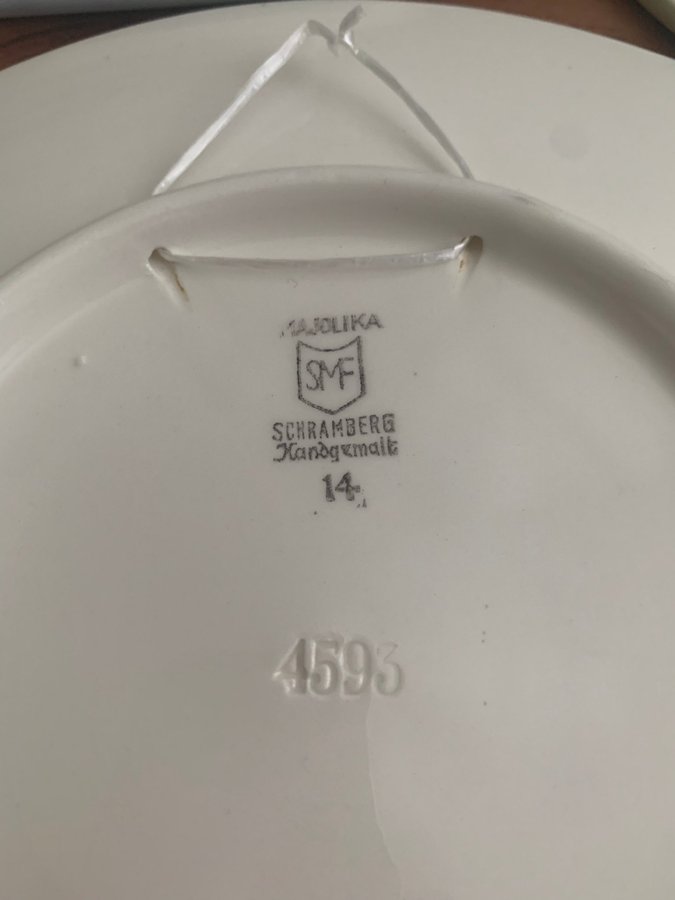 MAJOLIKA
SMF
SCHRAMBERG
Handgemalt
14
4593